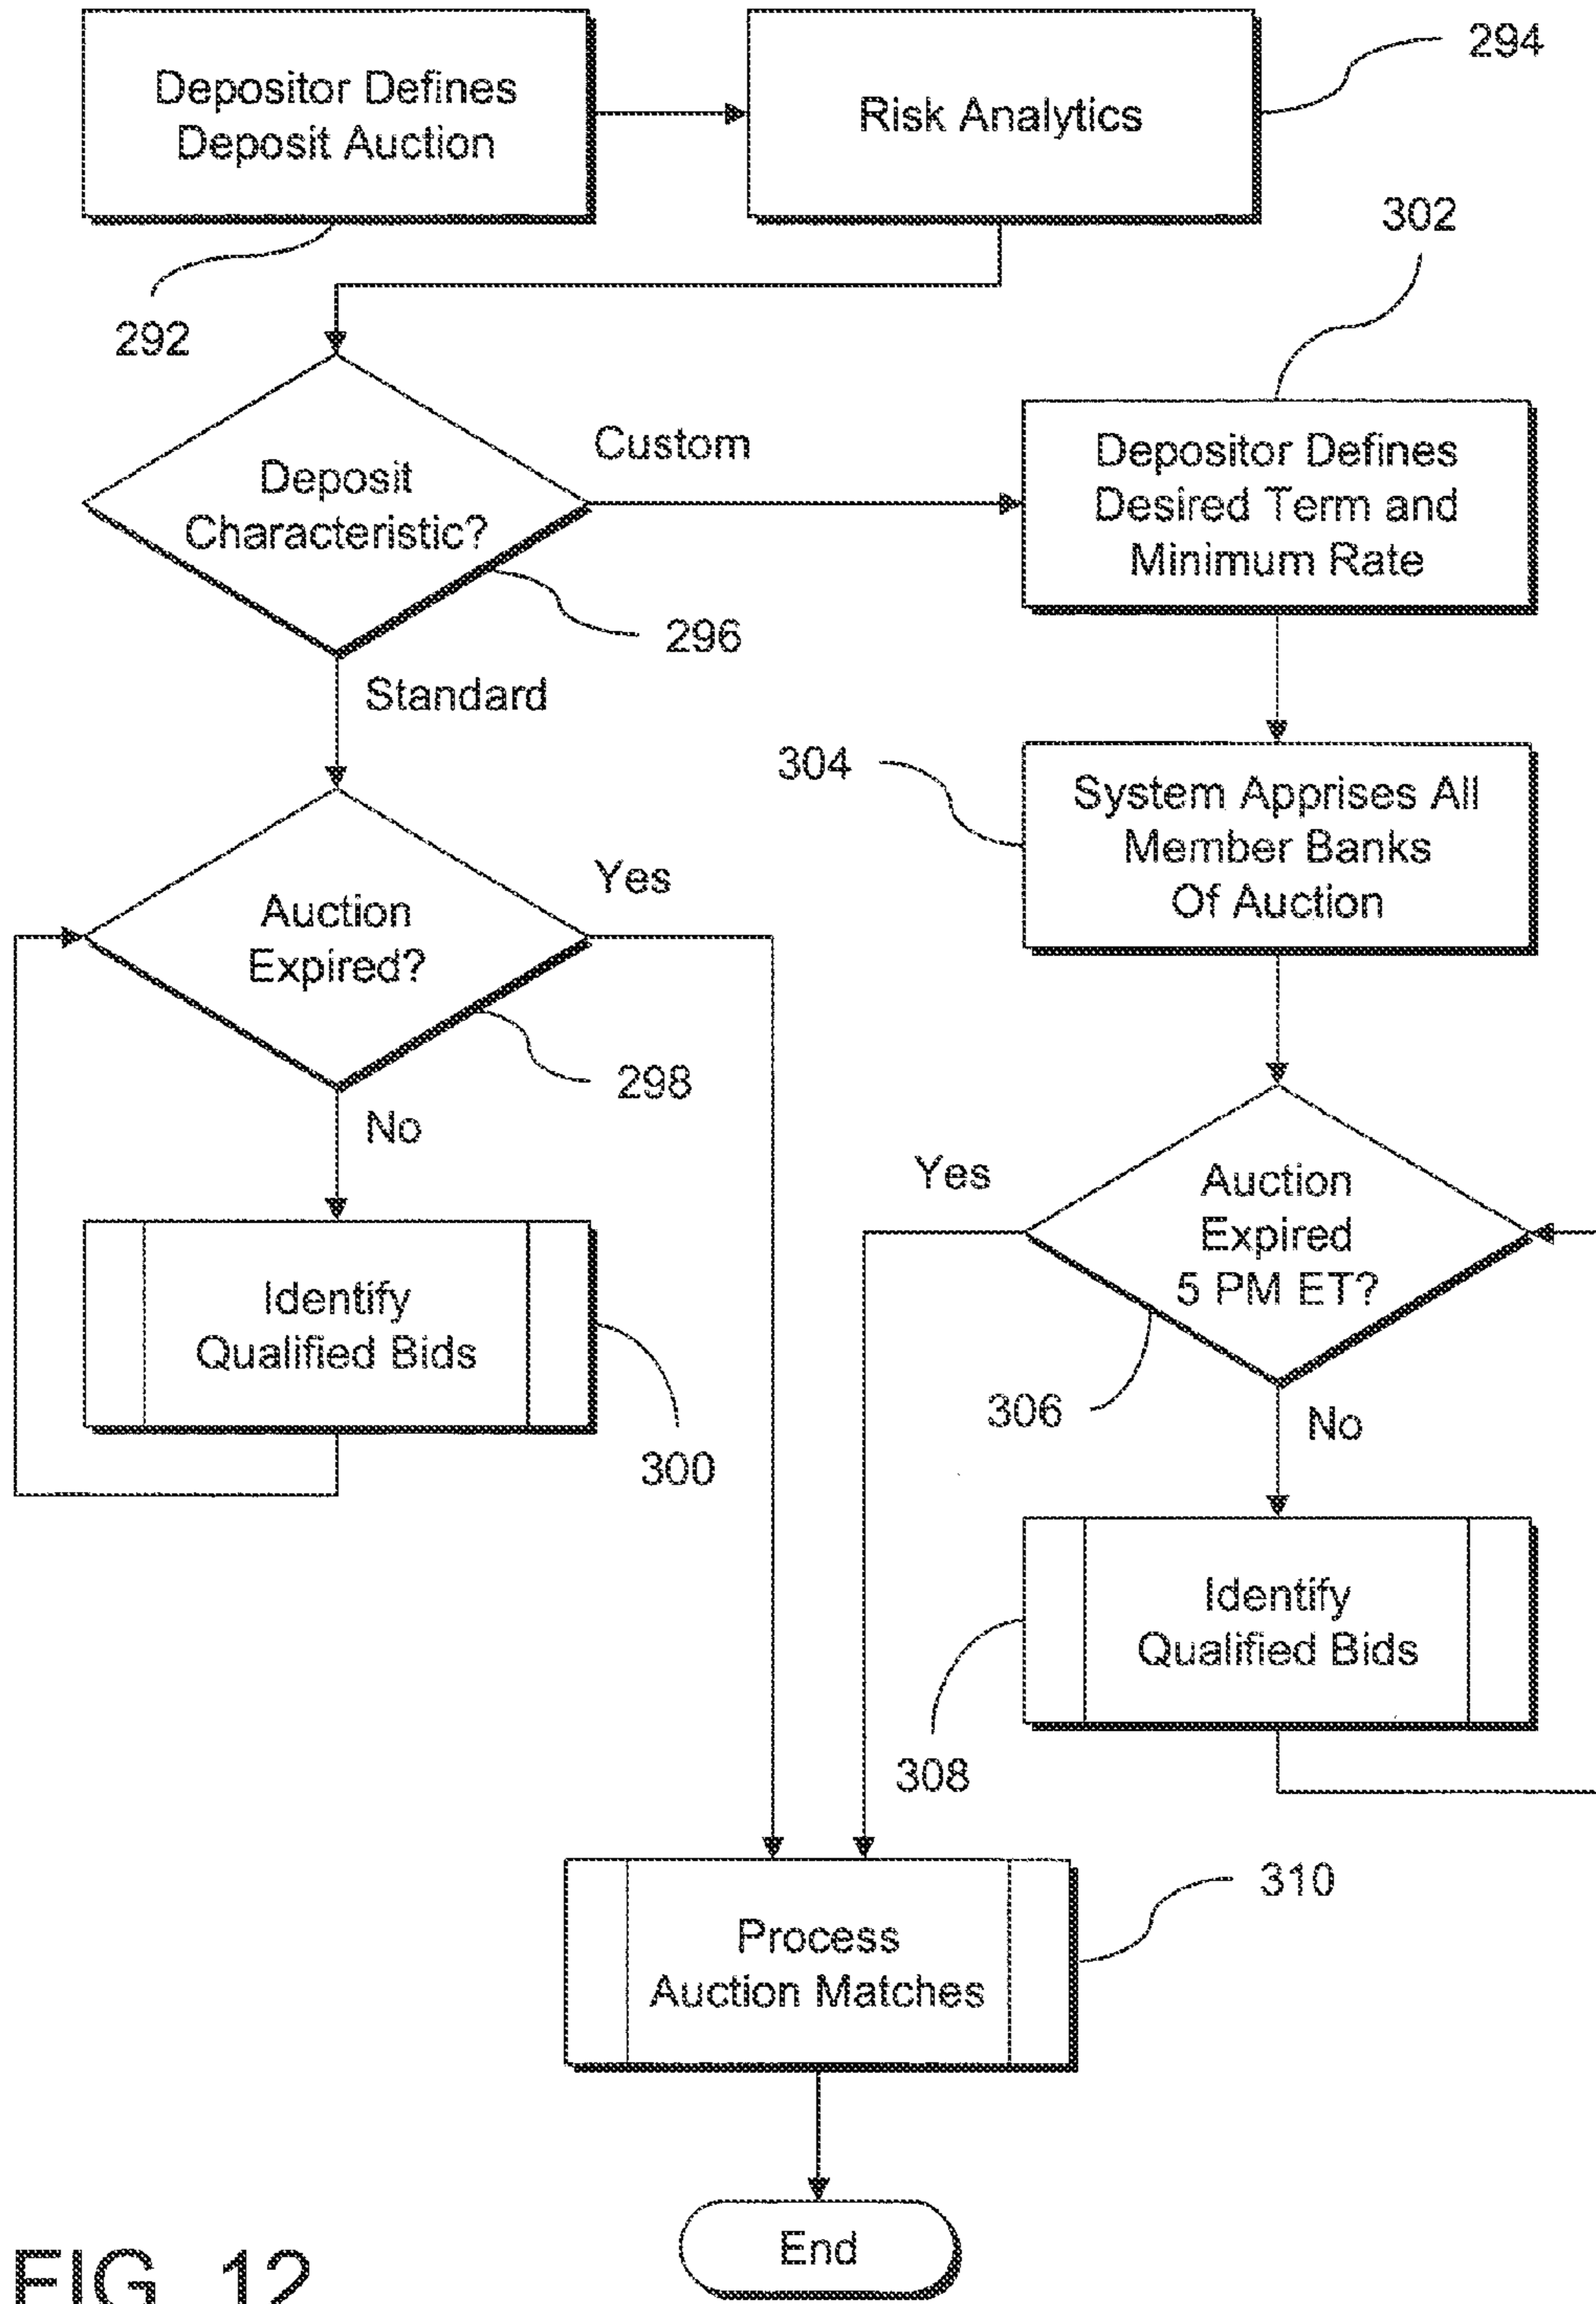 Depositor Defines
Deposit Auction
Risk Analytics
294
292
302
Deposit
Characteristic?
Custom
296
Standard
Depositor Defines
Desired Term and
Minimum Rate
304
System Apprises All
Member Banks
Of Auction
Auction
Expired?
Yes
298
No
Identify
Qualified Bids
300
Yes
Auction
Expired
5 PM ET?
306
No
Identify
Qualified Bids
308
Process
Auction Matches
310
End
FIG. 12